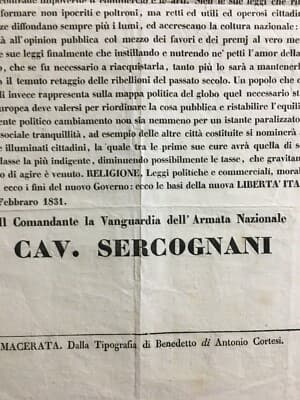 formare non ipocriti e poltroni, ma retti ed utili ed operosi cittadi
ze diffondano sempre più i lumi, ed accrescano la coltura nazionale:
rà all'opinion pubblica col mezzo dei favori e dei premj al vero me
e sue leggi finalmente che instillando e nutrendo ne' petti l'amor della
, che se fu necessario a riacquistarla, tanto più lo sarà a mantenerl
il temuto retaggio delle ribellioni del passato secolo. Un popolo che
invece rappresenta sulla mappa politica del globo quel necessario sta
europea deve valersi per riordinare la cosa pubblica e ristabilire l'equili
ente politico cambiamento non sia nemmeno per un istante paralizzato
sociale tranquillità, ad esempio delle altre città costituite si nominerà
illuminati cittadini, la quale tra le prime sue cure avrà quella di s
lasse la più indigente, diminuendo possibilmente le tasse, che gravitan
o di agire è venuto. RELIGIONE, Leggi politiche e commerciali, moral
ecco i fini del nuovo Governo: ecco le basi della nuova LIBERTA' ITA
Febbraro 1831.
Il Comandante la Vanguardia dell'Armata Nazionale
CAV. SERCOGNANI
MACERATA. Dalla Tipografia di Benedetto di Antonio Cortesi.